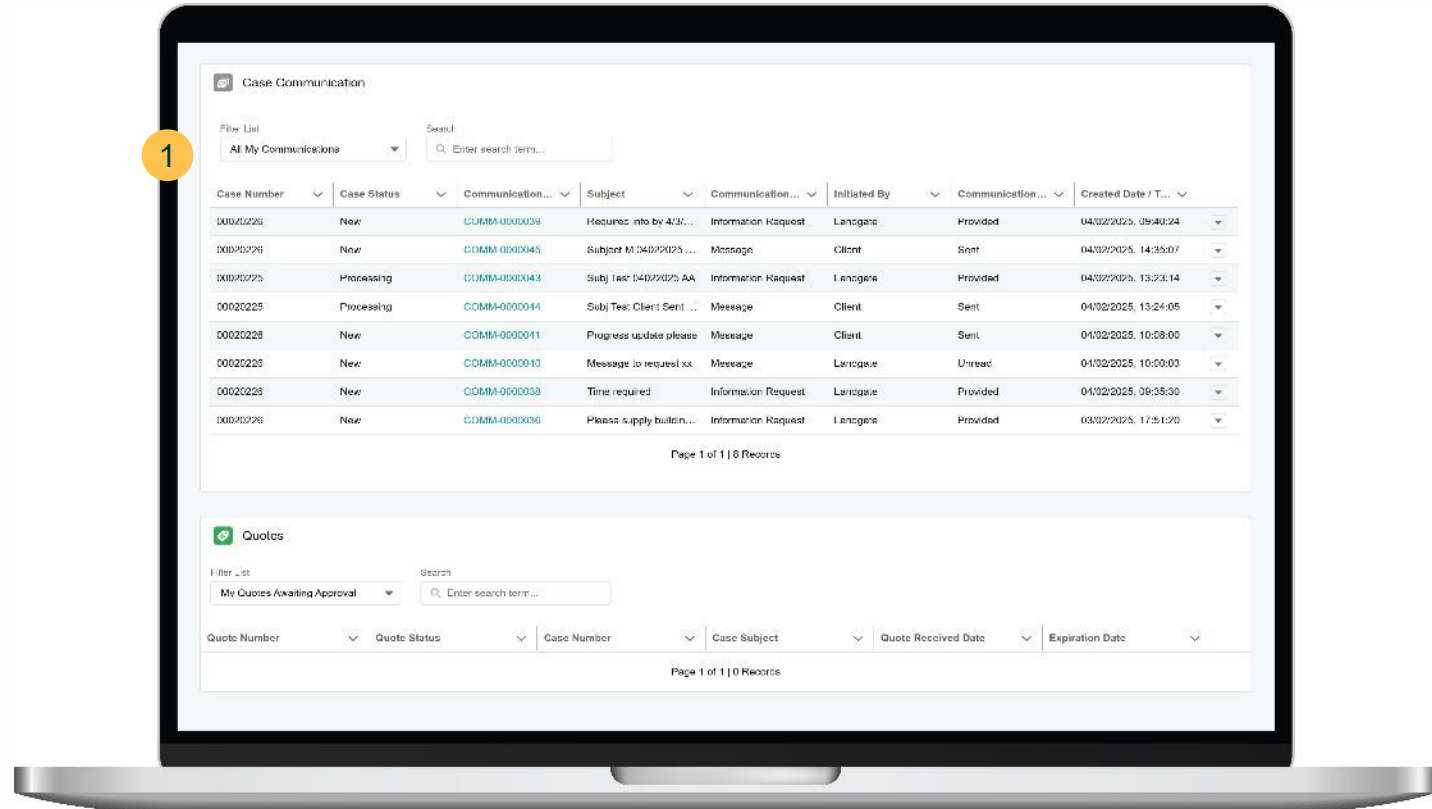 Case Communication
Filter List Search
1
All My Communications Enter search term...
Case Number Case Status Communication... Subject Communication... Initiated By Communication... Created Date / T...
00020226 New COMM-0000039 Required info by 4/3/... Information Request Landgate Provided 04/02/2025, 09:40:24
00020226 New COMM-0000045 Subject M 04022025 ... Message Client Sent 04/02/2025, 14:35:07
00020225 Processing COMM-0000043 Subj Test 04022025 AA Information Request Landgate Provided 04/02/2025, 13:23:14
00020225 Processing COMM-0000044 Subj Test Client Sent ... Message Client Sent 04/02/2025, 13:24:05
00020226 New COMM-0000041 Progress update please Message Client Sent 04/02/2025, 10:08:00
00020226 New COMM-0000040 Message to request xx Message Landgate Unread 04/02/2025, 10:00:03
00020226 New COMM-0000038 Time required Information Request Landgate Provided 04/02/2025, 09:35:30
00020226 New COMM-0000036 Please supply buildin... Information Request Landgate Provided 03/02/2025, 17:51:20
Page 1 of 1 | 8 Records
Quotes
Filter List Search
My Quotes Awaiting Approval Enter search term...
Quote Number Quote Status Case Number Case Subject Quote Received Date Expiration Date
Page 1 of 1 | 0 Records